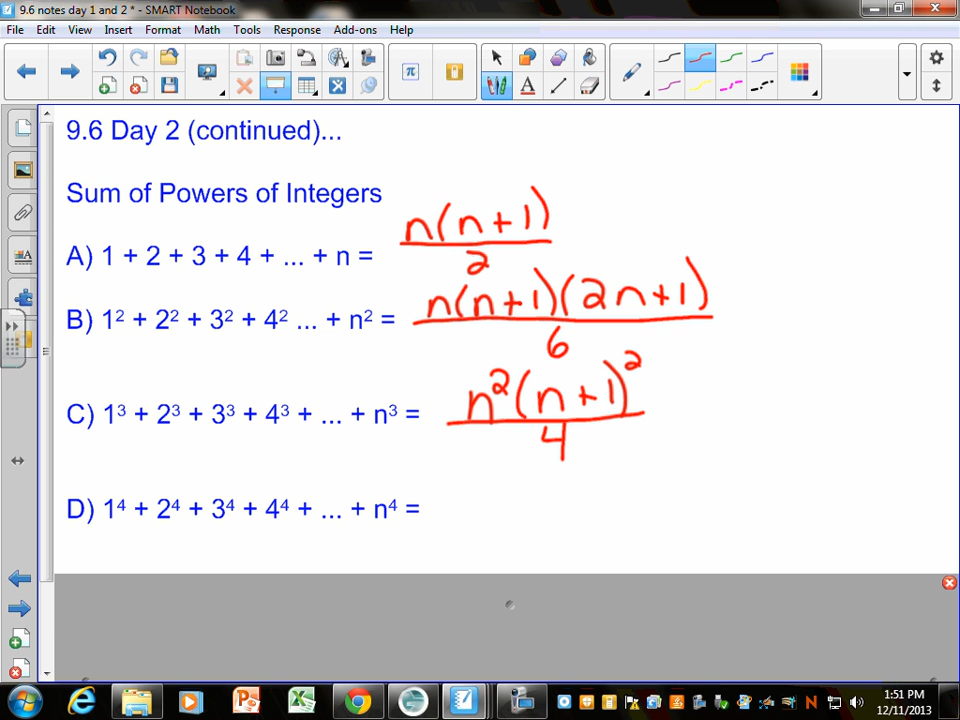 9.6 notes day 1 and 2 * - SMART Notebook
File Edit View Insert Format Math Tools Response Add-ons Help
9.6 Day 2 (continued)...
Sum of Powers of Integers
A) 1 + 2 + 3 + 4 + ... + n = n(n+1)/2
B) 1² + 2² + 3² + 4² ... + n² = n(n+1)(2n+1)/6
C) 1³ + 2³ + 3³ + 4³ + ... + n³ = n²(n+1)²/4
D) 1⁴ + 2⁴ + 3⁴ + 4⁴ + ... + n⁴ =
1:51 PM
12/11/2013